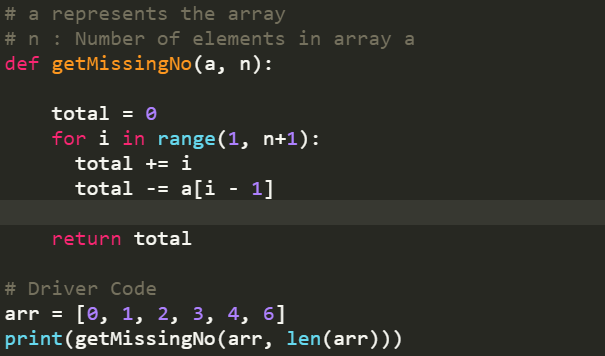 # a represents the array
# n : Number of elements in array a
def getMissingNo(a, n):
    total = 0
    for i in range(1, n+1):
      total += i
      total -= a[i - 1]
    return total
# Driver Code
arr = [0, 1, 2, 3, 4, 6]
print(getMissingNo(arr, len(arr)))